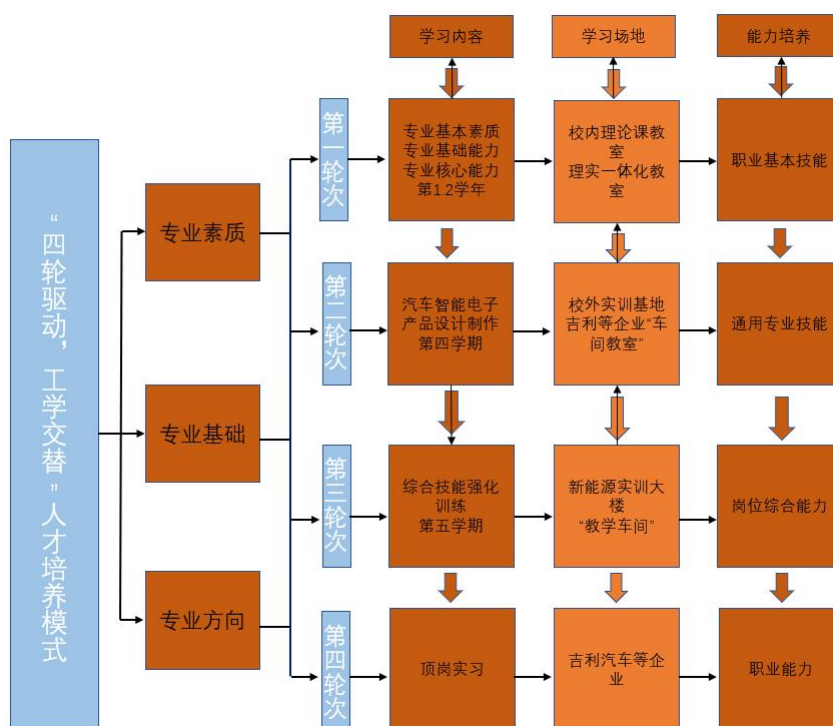 学习内容
学习场地
能力培养
“四轮驱动，工学交替”人才培养模式
专业素质
专业基础
专业方向
第一轮次
专业基本素质
专业基础能力
专业核心能力
第1.2学年
校内理论课教
室
理实一体化教
室
职业基本技能
第二轮次
汽车智能电子
产品设计制作
第四学期
校外实训基地
吉利等企业“车
间教室”
通用专业技能
第三轮次
综合技能强化
训练
第五学期
新能源实训大
楼
“教学车间”
岗位综合能力
第四轮次
顶岗实习
吉利汽车等企
业
职业能力